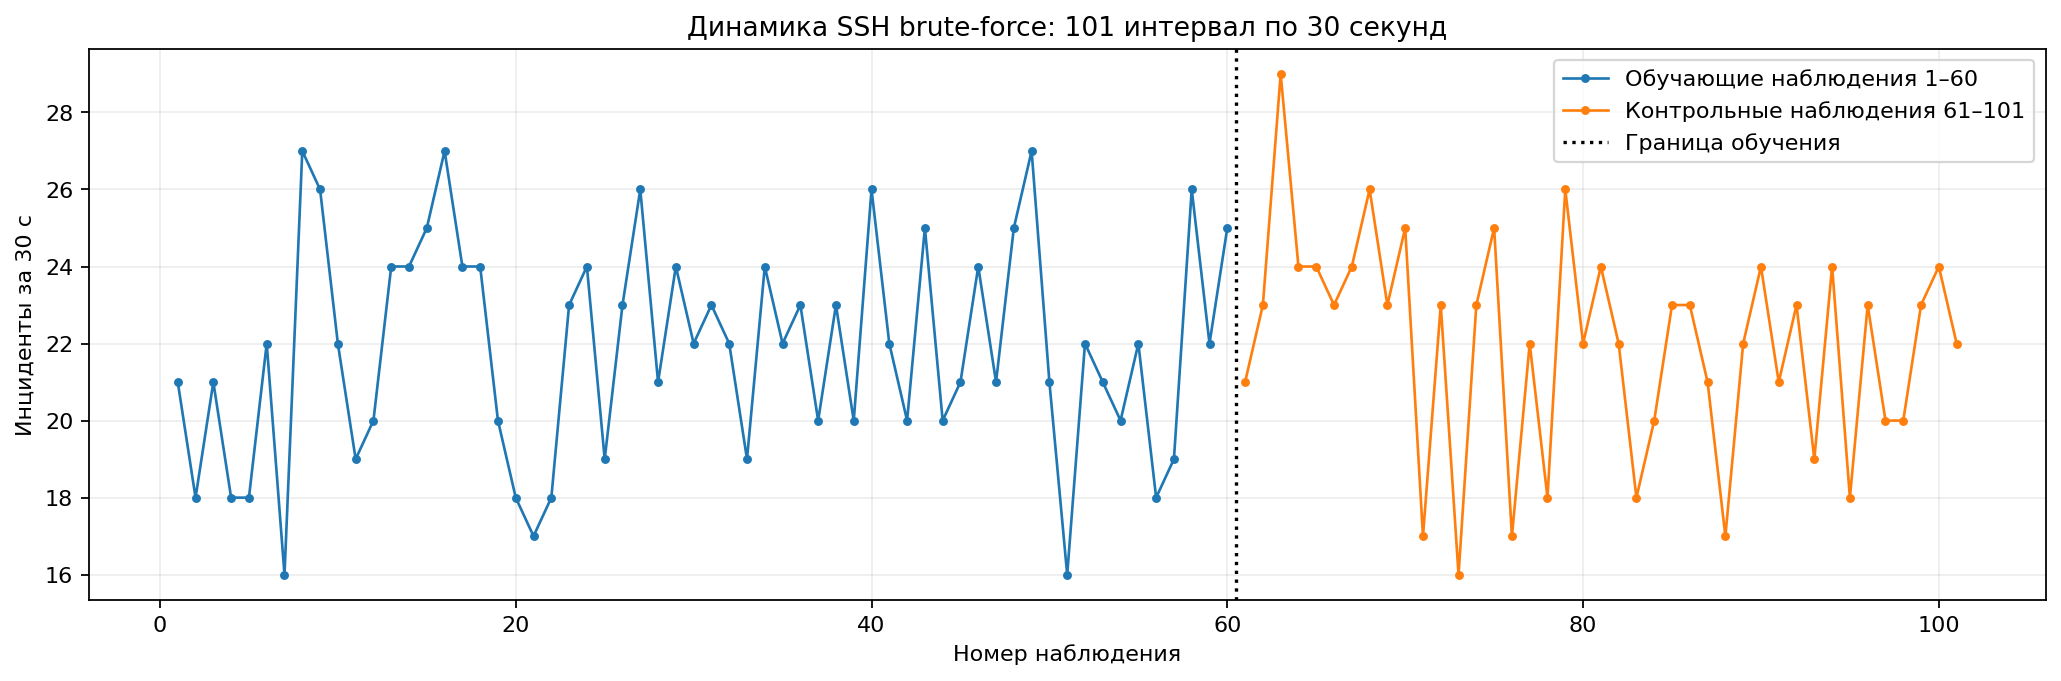 Динамика SSH brute-force: 101 интервал по 30 секунд
Инциденты за 30 с
28
26
24
22
20
18
16
Обучающие наблюдения 1–60
Контрольные наблюдения 61–101
Граница обучения
0 20 40 60 80 100
Номер наблюдения